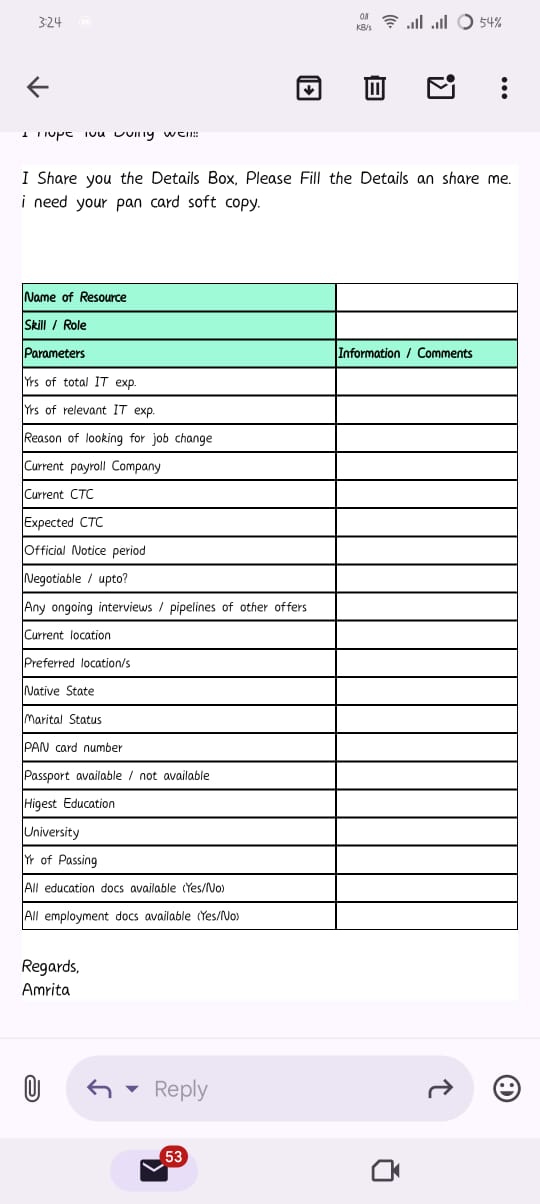 3:24
0.11
KB/s
54%
I Hope You Doing Well!!
I Share you the Details Box, Please Fill the Details an share me.
i need your pan card soft copy.
Name of Resource
Skill / Role
Parameters Information / Comments
Yrs of total IT exp.
Yrs of relevant IT exp.
Reason of looking for job change
Current payroll Company
Current CTC
Expected CTC
Official Notice period
Negotiable / upto?
Any ongoing interviews / pipelines of other offers
Current location
Preferred location/s
Native State
Marital Status
PAN card number
Passport available / not available
Higest Education
University
Yr of Passing
All education docs available (Yes/No)
All employment docs available (Yes/No)
Regards,
Amrita
Reply
53